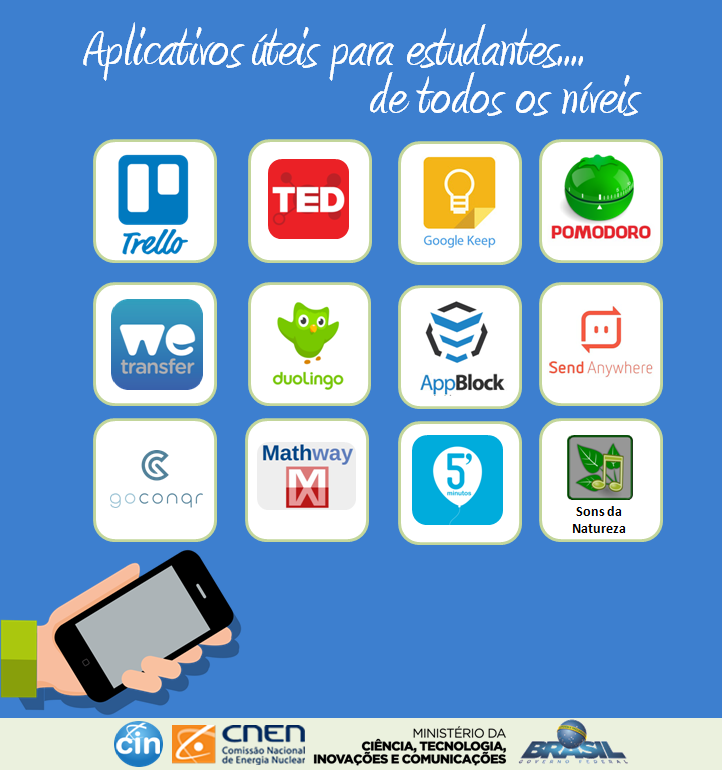 Aplicativos úteis para estudantes....
de todos os níveis
Trello
TED
Google Keep
POMODORO
we
transfer
duolingo
AppBlock
Send Anywhere
goconqr
Mathway
M
5'
minutos
Sons da
Natureza
cin
CNEN
Comissão Nacional
de Energia Nuclear
MINISTÉRIO DA
CIÊNCIA, TECNOLOGIA,
INOVAÇÕES E COMUNICAÇÕES
BRASIL
GOVERNO FEDERAL